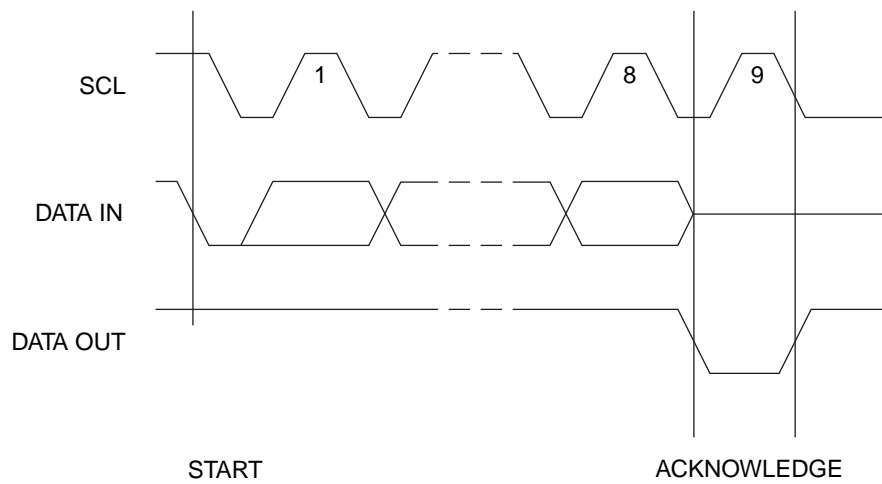 SCL
1
8
9
DATA IN
DATA OUT
START
ACKNOWLEDGE